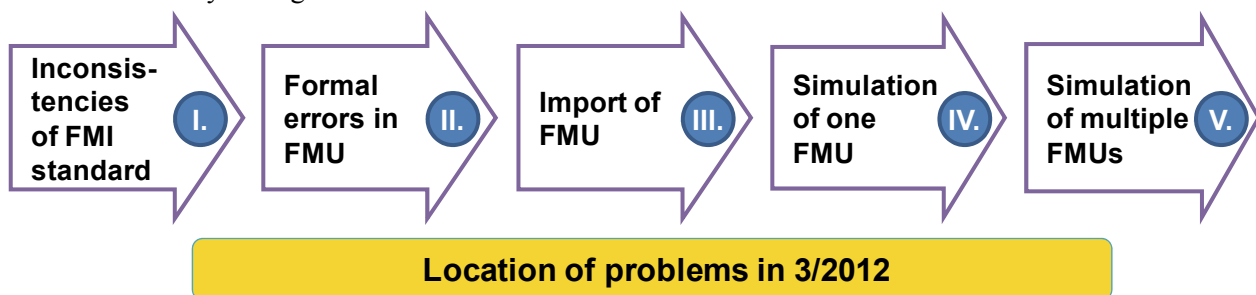 Inconsis-
tencies
of FMI
standard
I.
Formal
errors in
FMU
II.
Import of
FMU
III.
Simulation
of one
FMU
IV.
Simulation
of multiple
FMUs
V.
Location of problems in 3/2012